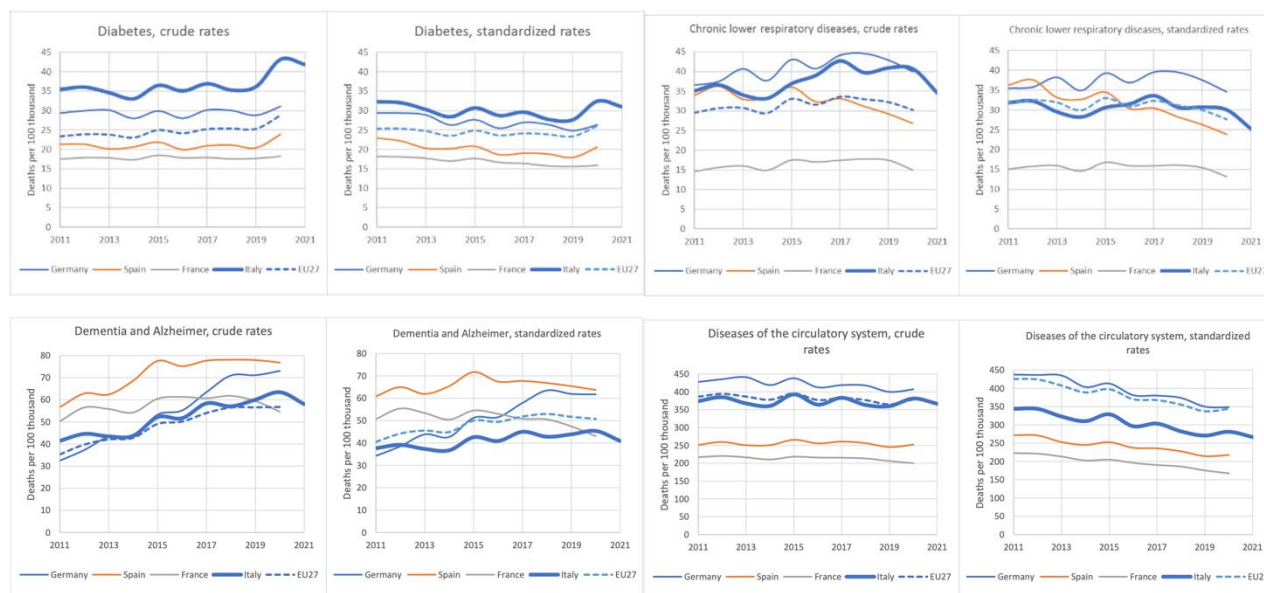 Diabetes, crude rates
Deaths per 100 thousand
45
40
35
30
25
20
15
10
5
0
2011 2013 2015 2017 2019 2021
Germany Spain France Italy EU27
Diabetes, standardized rates
Deaths per 100 thousand
45
40
35
30
25
20
15
10
5
0
2011 2013 2015 2017 2019 2021
Germany Spain France Italy EU27
Chronic lower respiratory diseases, crude rates
Deaths per 100 thousand
45
40
35
30
25
20
15
15
5
0
2011 2013 2015 2017 2019 2021
Germany Spain France Italy EU27
Chronic lower respiratory diseases, standardized rates
Deaths per 100 thousand
45
40
35
30
25
20
15
15
5
0
2011 2013 2015 2017 2019 2021
Germany Spain France Italy EU27
Dementia and Alzheimer, crude rates
Deaths per 100 thousand
80
70
60
50
40
30
20
10
0
2011 2013 2015 2017 2019 2021
Germany Spain France Italy EU27
Dementia and Alzheimer, standardized rates
Deaths per 100 thousand
80
70
60
50
40
30
20
10
0
2011 2013 2015 2017 2019 2021
Germany Spain France Italy EU27
Diseases of the circulatory system, crude
rates
Deaths per 100 thousand
450
400
350
300
250
200
450
400
50
0
2011 2013 2015 2017 2019 2021
Germany Spain France Italy EU27
Diseases of the circulatory system, standardized
rates
Deaths per 100 thousand
450
400
350
300
250
200
150
100
50
0
2011 2013 2015 2017 2019 2021
Germany Spain France Italy EU27